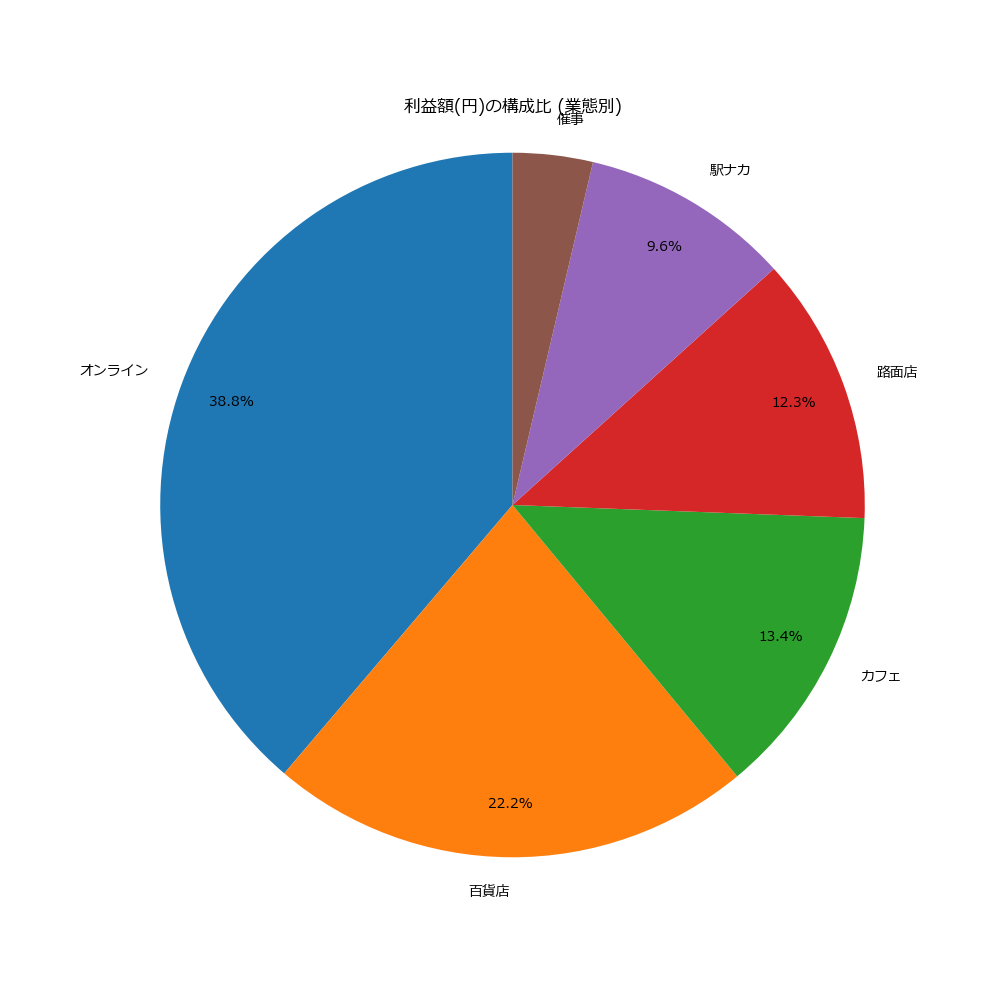 利益額(円)の構成比 (業態別)
催事
駅ナカ
9.6%
オンライン
38.8%
路面店
12.3%
13.4%
カフェ
22.2%
百貨店